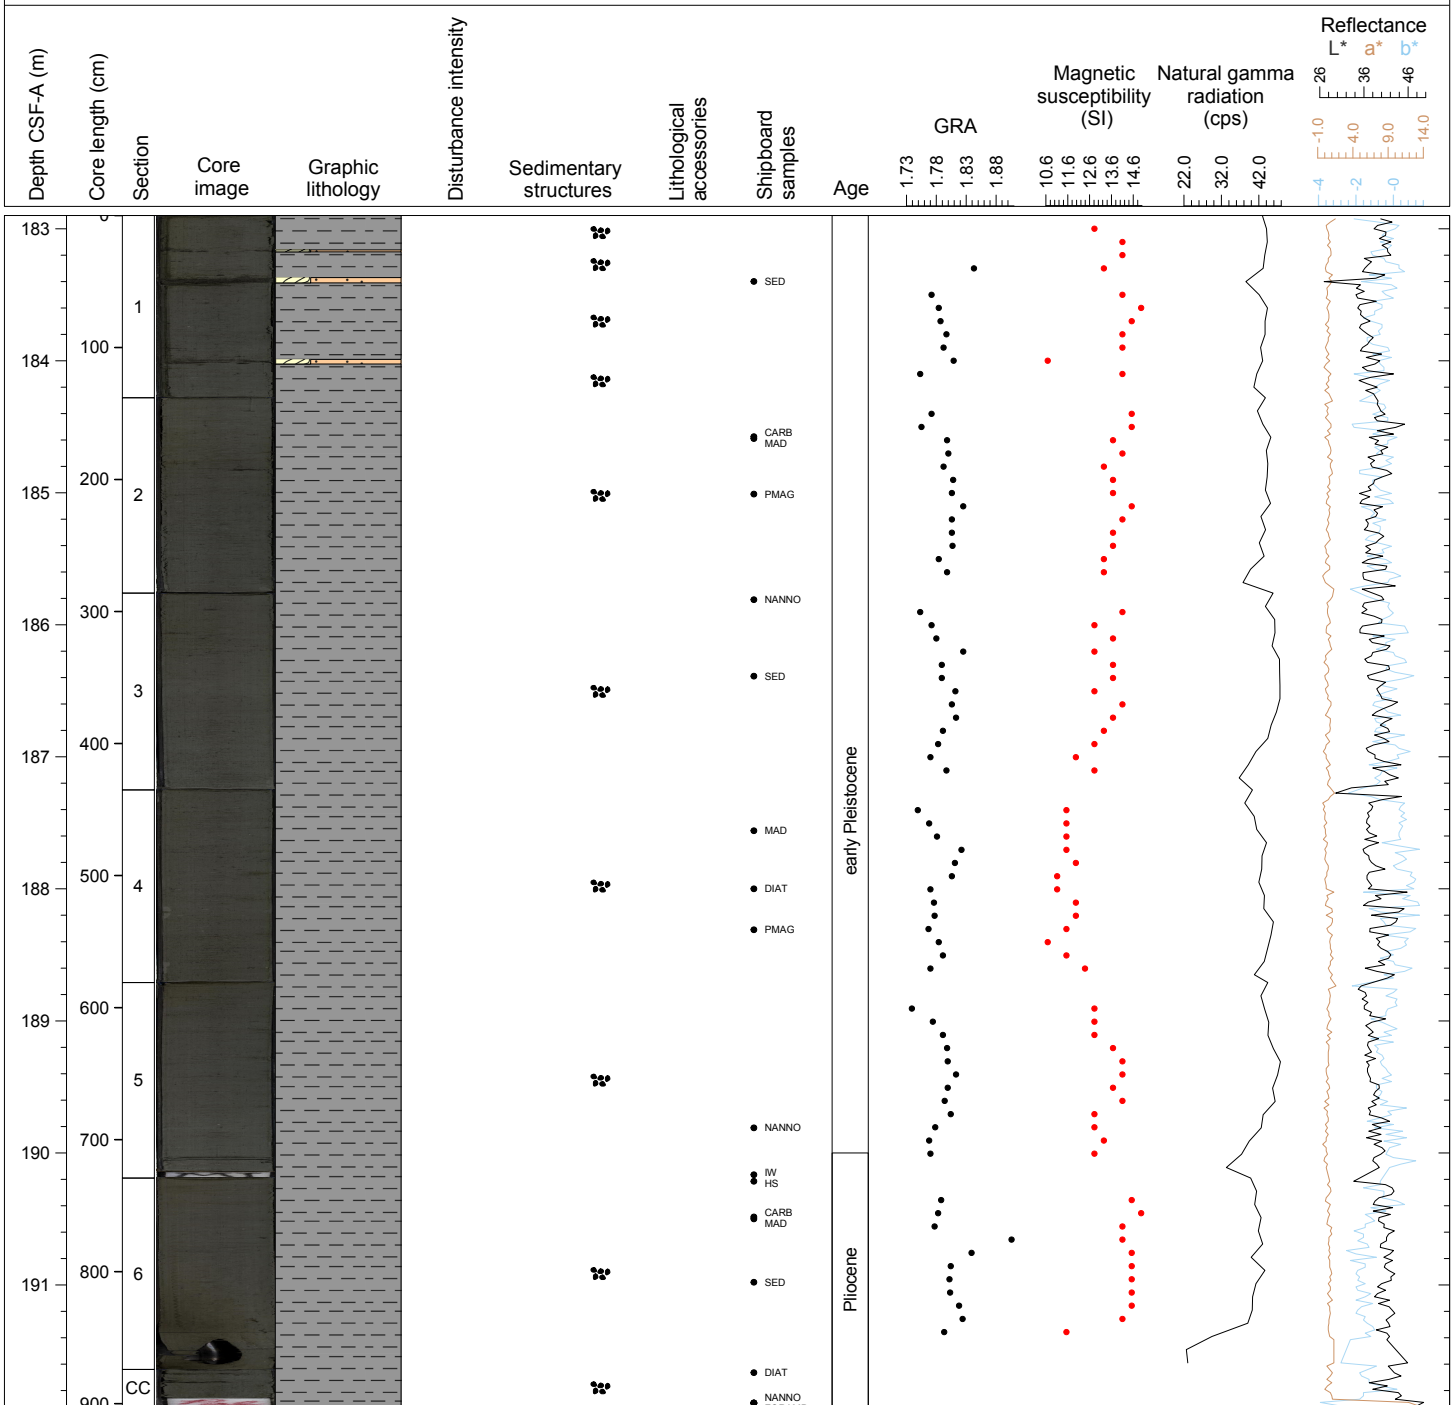 Depth CSF-A (m)
Core length (cm)
Section
Core
image
Graphic
lithology
Disturbance intensity
Sedimentary
structures
Lithological
accessories
Shipboard
samples
Age
GRA
1.73 1.78 1.83 1.88
Magnetic
susceptibility
(SI)
10.6 11.6 12.6 13.6 14.6
Natural gamma
radiation
(cps)
22.0 32.0 42.0
Reflectance
L* a* b*
26 36 46
-1.0 4.0 9.0 14.0
-4 -2 -0
0
183
SED
1
100
184
CARB
MAD
200
185
2
PMAG
NANNO
300
186
SED
3
400
187
early Pleistocene
MAD
500
188
4
DIAT
PMAG
600
189
5
NANNO
700
190
IW
HS
CARB
MAD
6
800
191
SED
Pliocene
DIAT
CC
NANNO
900